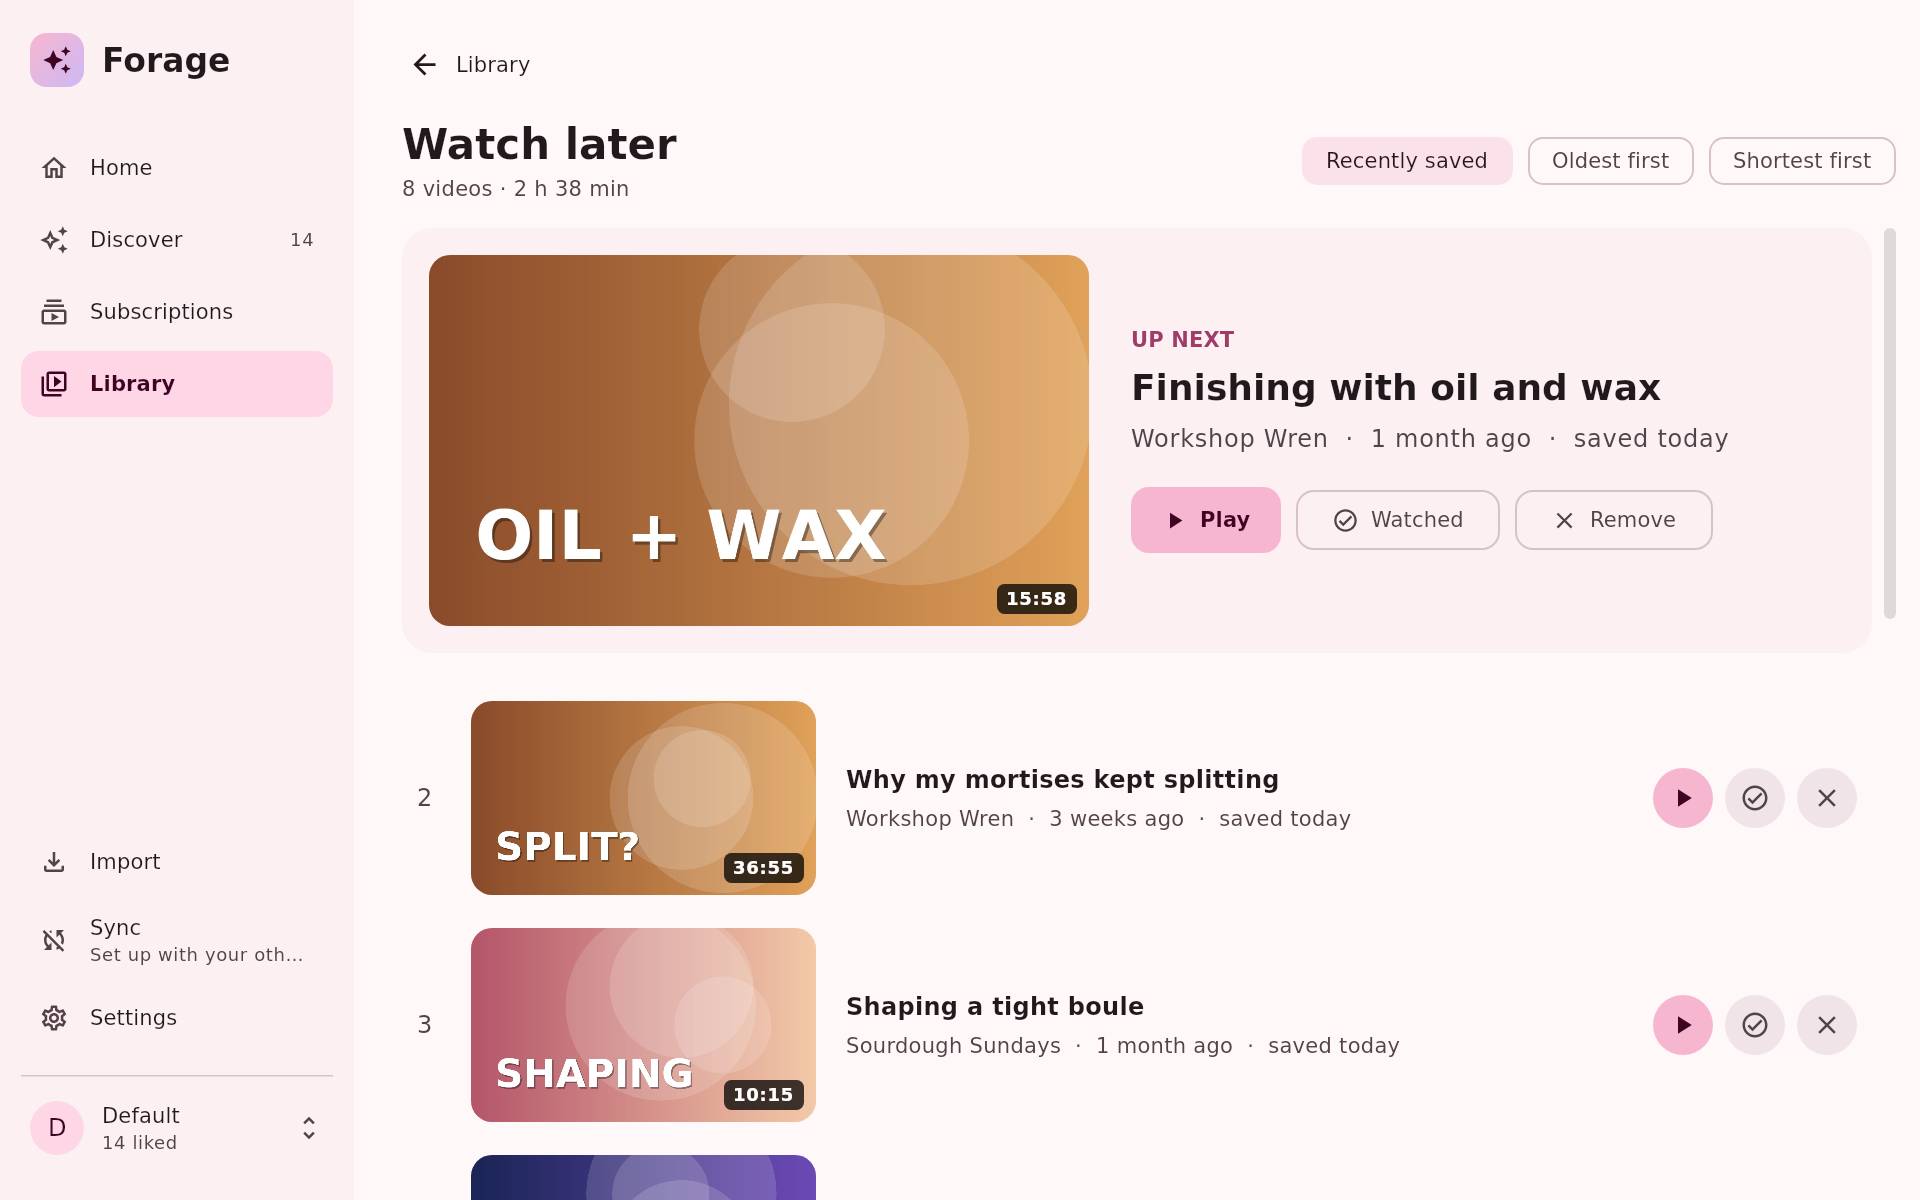 Forage
Home
Discover 14
Subscriptions
Library
Import
Sync
Set up with your oth...
Settings
D
Default
14 liked
Library
Watch later
8 videos · 2 h 38 min
Recently saved
Oldest first
Shortest first
OIL + WAX
15:58
UP NEXT
Finishing with oil and wax
Workshop Wren · 1 month ago · saved today
Play
Watched
Remove
2
SPLIT?
36:55
Why my mortises kept splitting
Workshop Wren · 3 weeks ago · saved today
3
SHAPING
10:15
Shaping a tight boule
Sourdough Sundays · 1 month ago · saved today